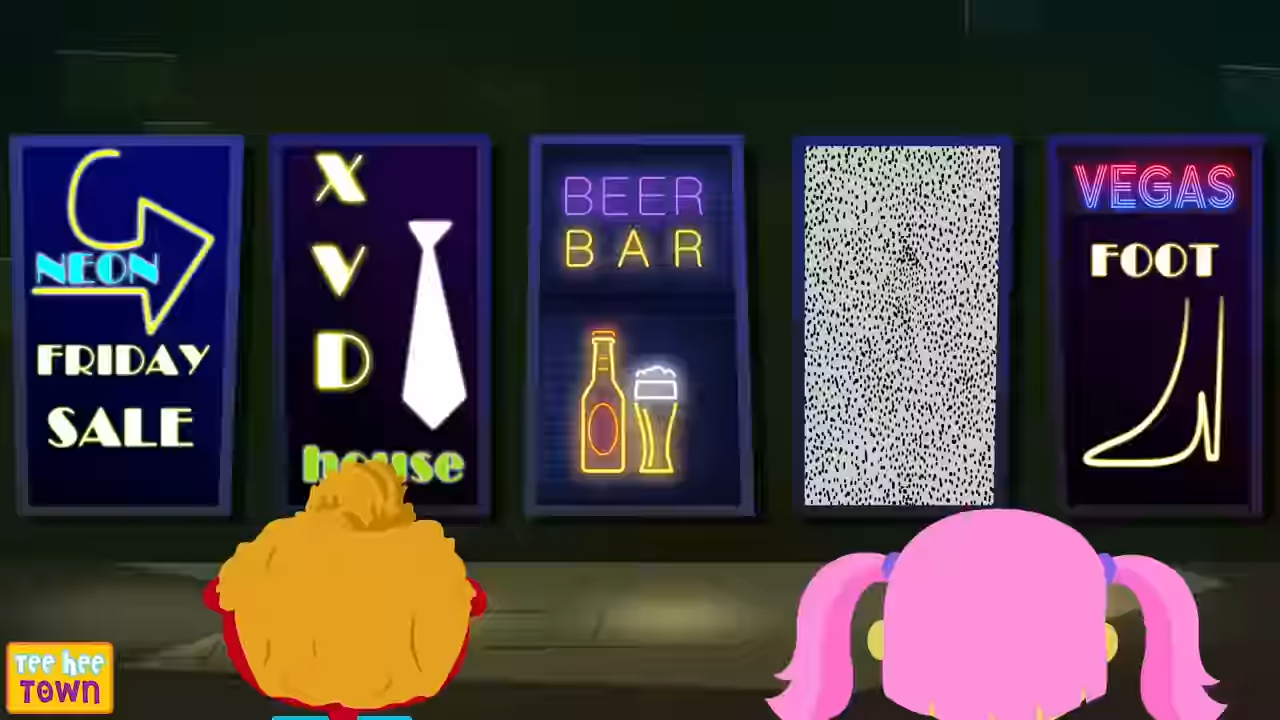 NEON
FRIDAY
SALE
X
V
D
house
BEER
BAR
VEGAS
FOOT
Tee hee
TOWN